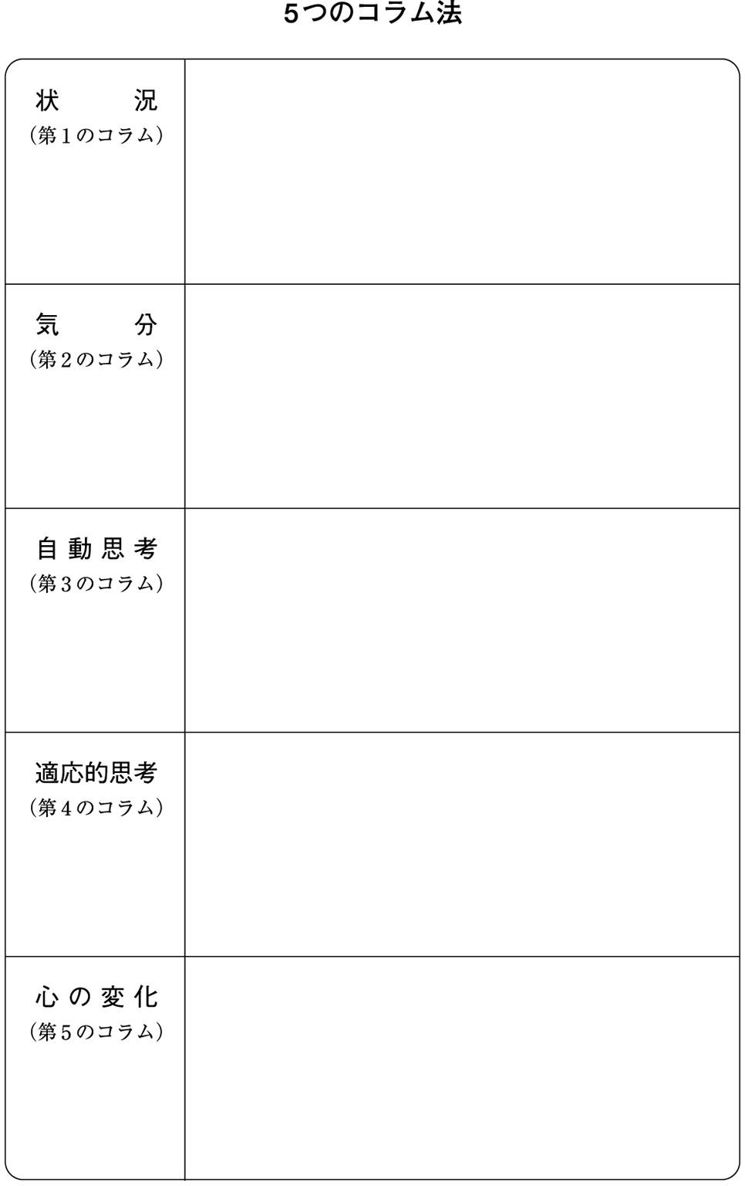 5つのコラム法
状況
(第1のコラム)
気分
(第2のコラム)
自動思考
(第3のコラム)
適応的思考
(第4のコラム)
心の変化
(第5のコラム)